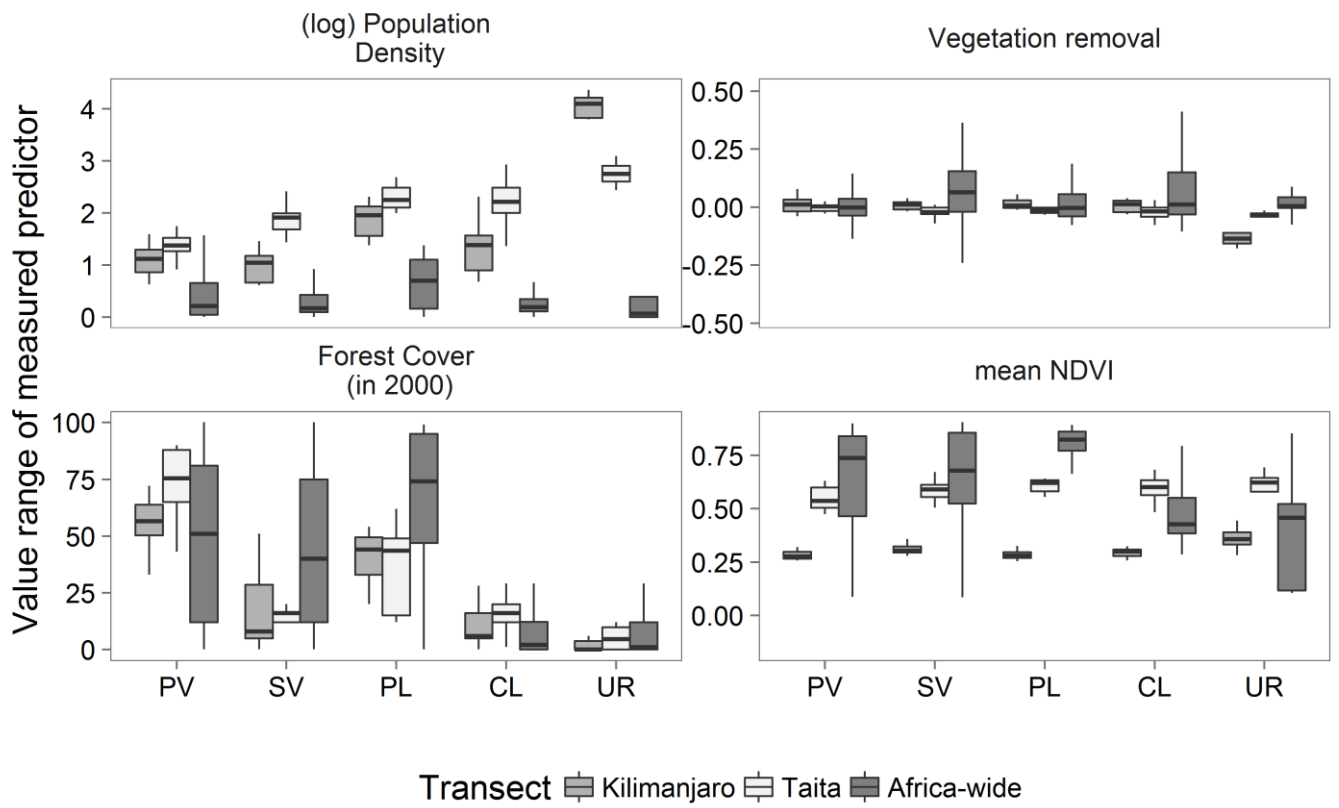 (log) Population
Density
Vegetation removal
4
3
2
1
0
0.50
0.25
0.00
-0.25
-0.50
Value range of measured predictor
Forest Cover
(in 2000)
mean NDVI
100
75
50
25
0
0.75
0.50
0.25
0.00
PV SV PL CL UR
PV SV PL CL UR
Transect Kilimanjaro Taita Africa-wide